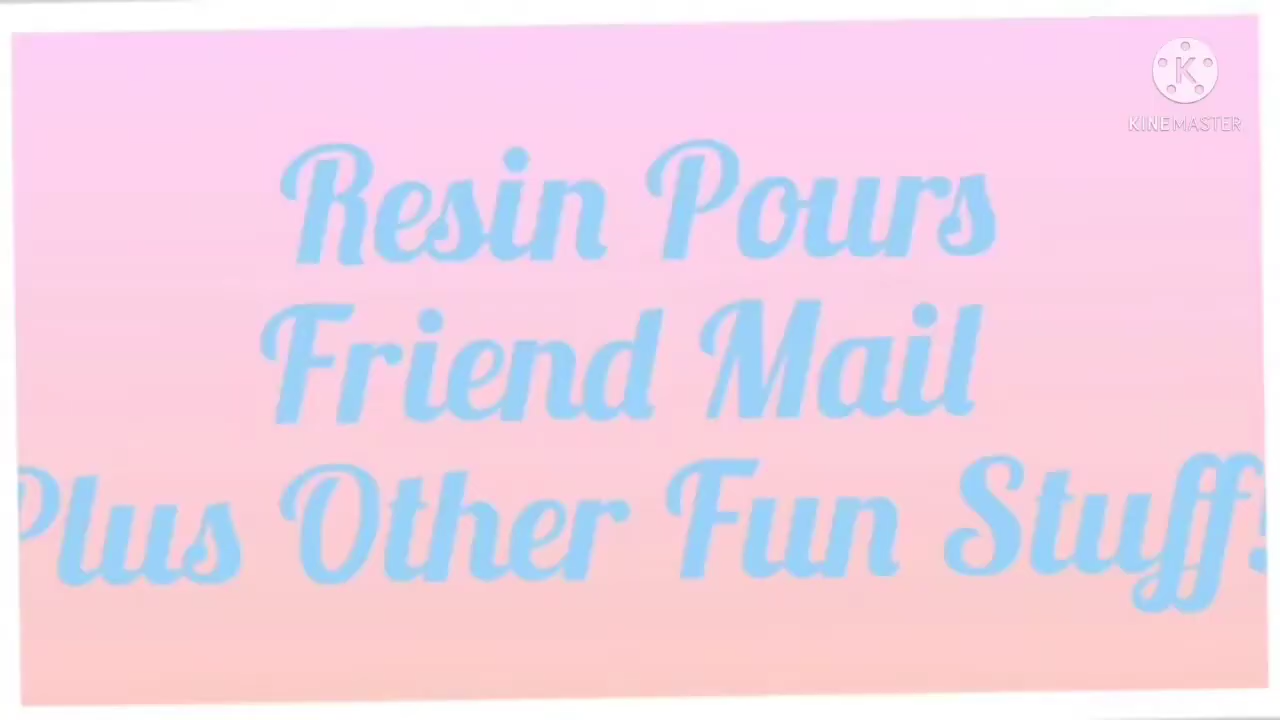 K
KINEMASTER
Resin Pours
Friend Mail
Plus Other Fun Stuff!